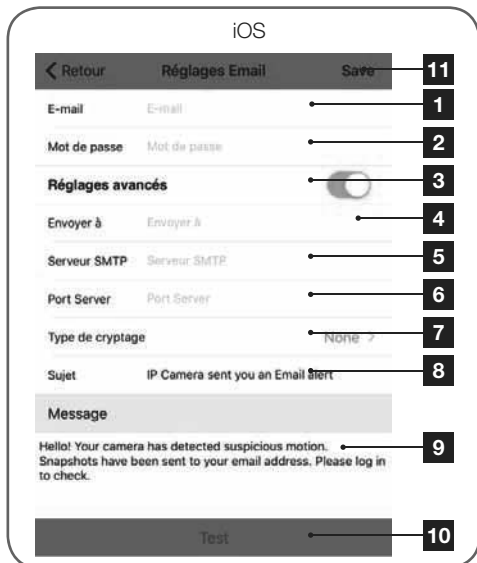 iOS
Retour Réglages Email Save 11
E-mail E-mail 1
Mot de passe Mot de passe 2
Réglages avancés 3
Envoyer à Envoyer à 4
Serveur SMTP Serveur SMTP 5
Port Server Port Server 6
Type de cryptage None > 7
Sujet IP Camera sent you an Email alert 8
Message
Hello! Your camera has detected suspicious motion. 9
Snapshots have been sent to your email address. Please log in
to check.
Test 10